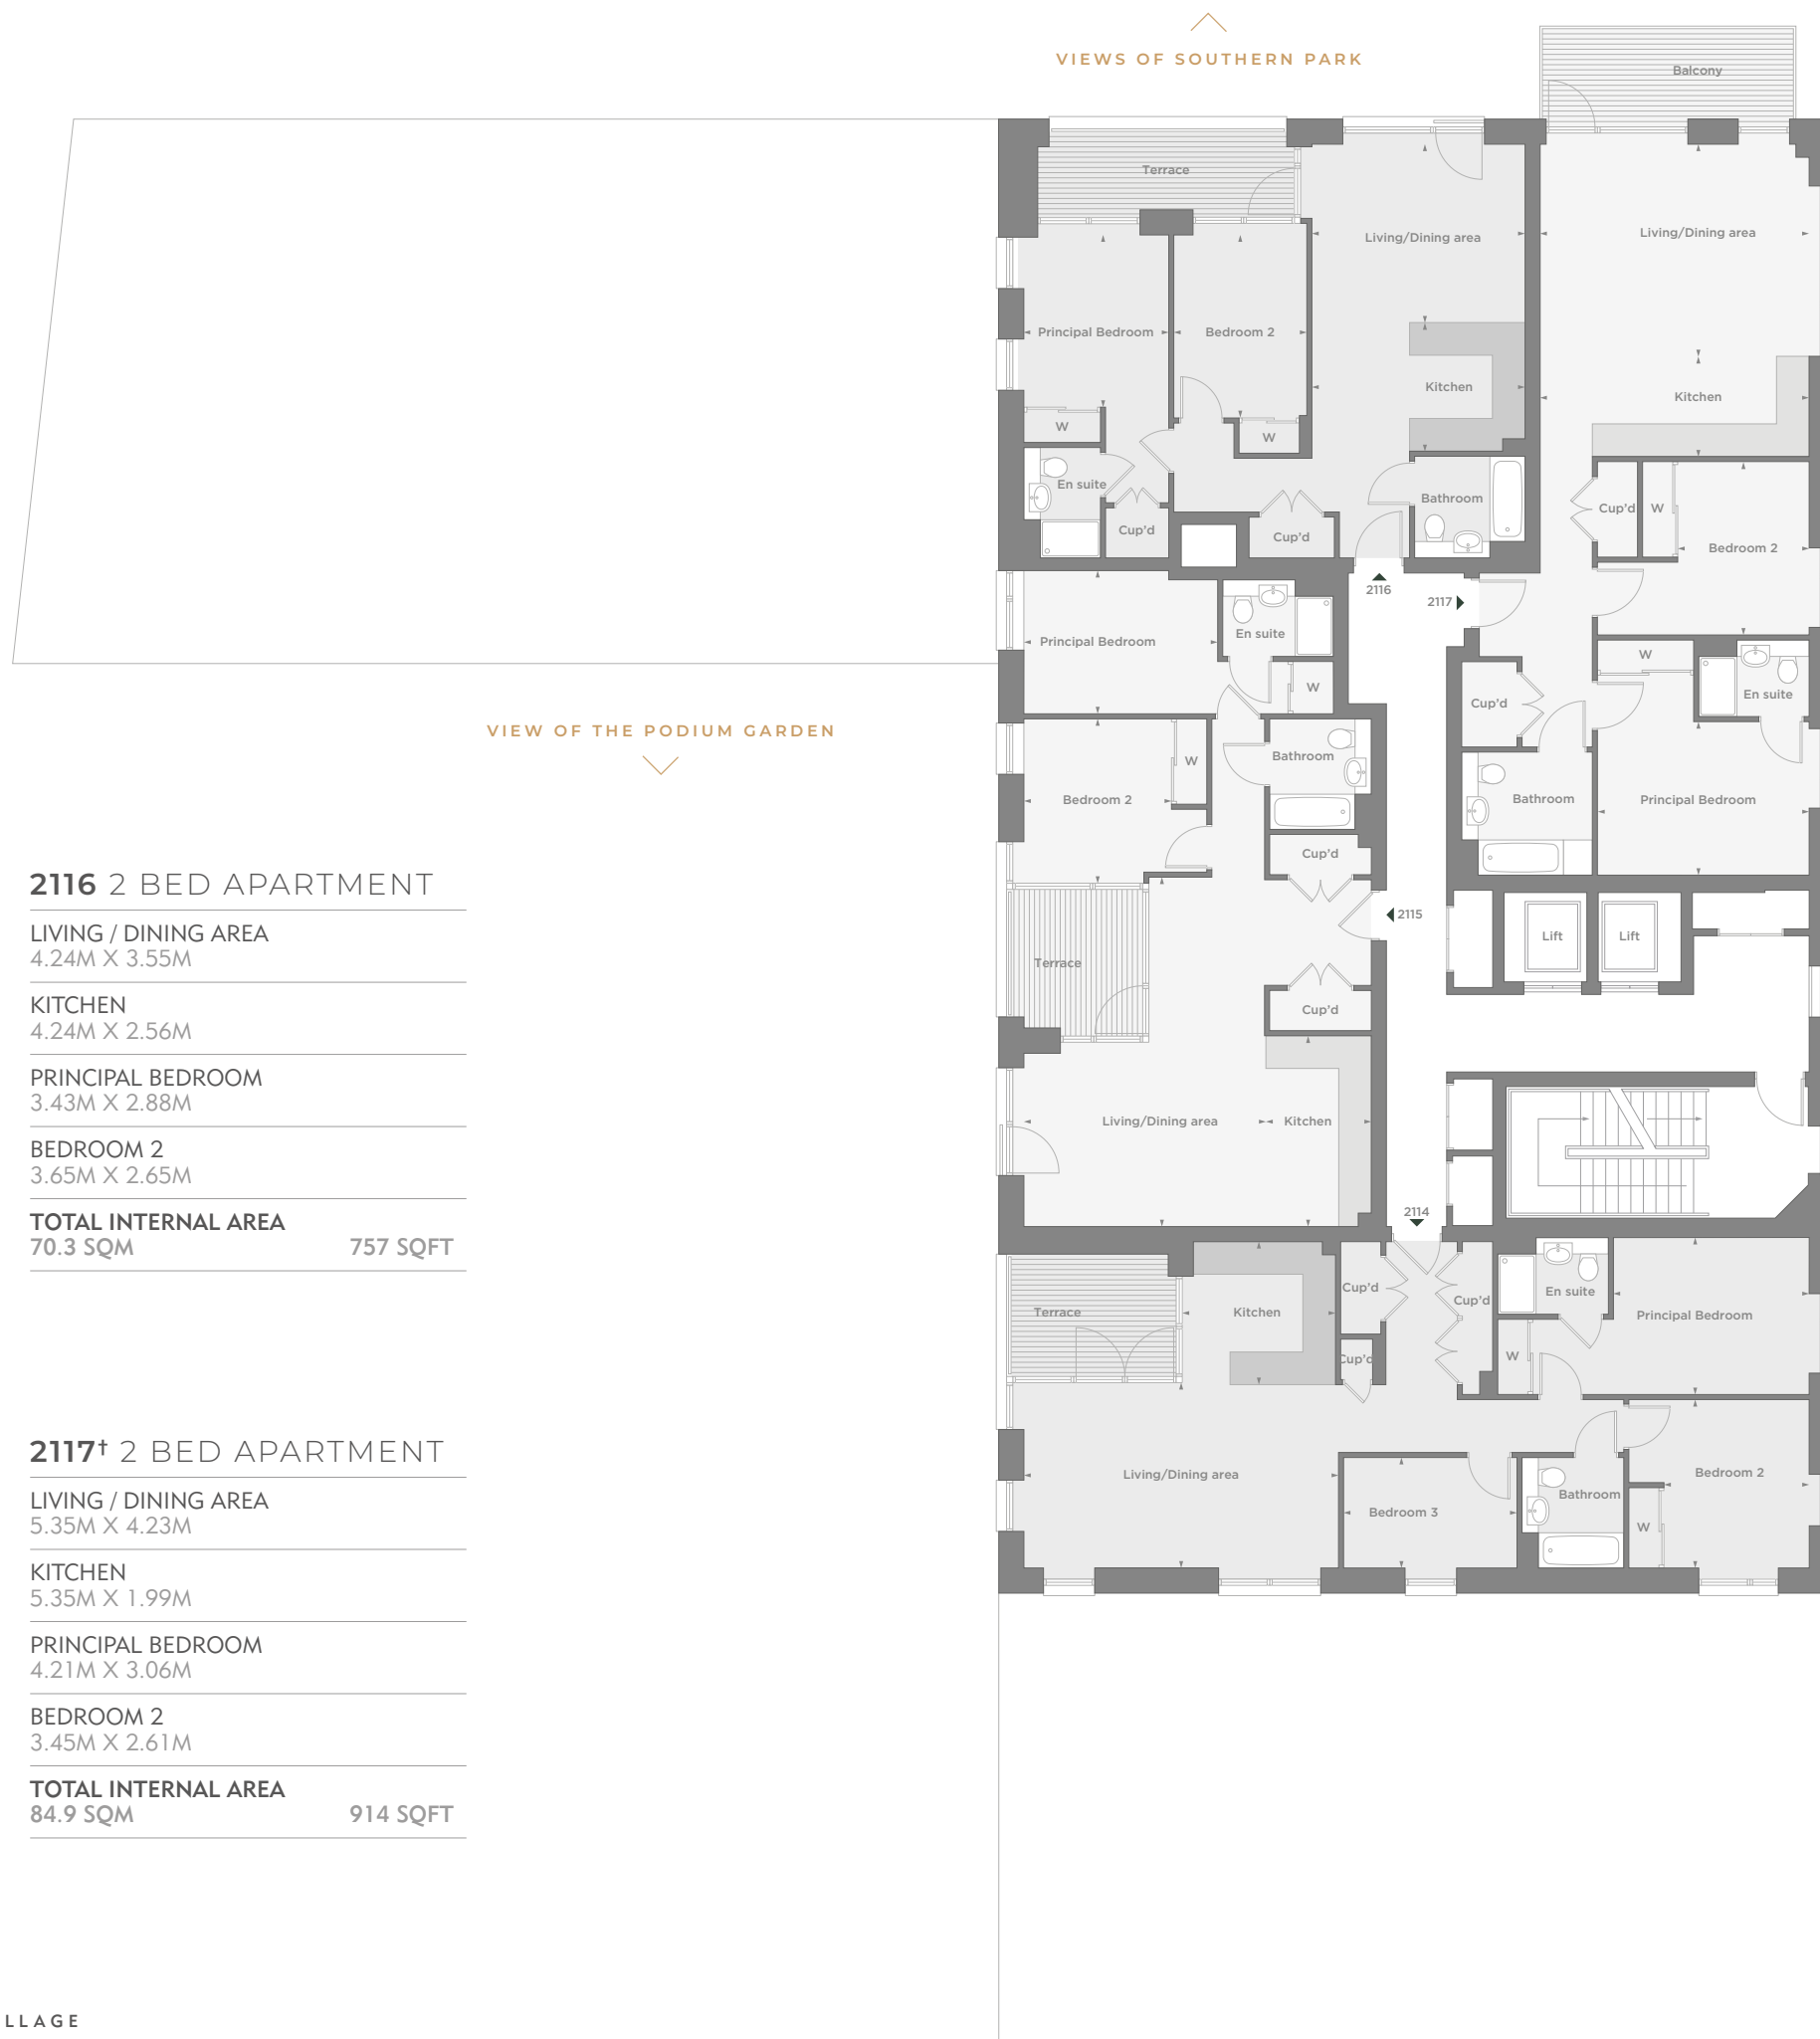 VIEWS OF SOUTHERN PARK
Balcony
Terrace
Living/Dining area
Living/Dining area
Principal Bedroom
Bedroom 2
Kitchen
Kitchen
W
W
En suite
Bathroom
Cup'd
W
Cup'd
Cup'd
Bedroom 2
2116
2117
Principal Bedroom
En suite
W
W
En suite
Cup'd
VIEW OF THE PODIUM GARDEN
Bathroom
W
Bedroom 2
Bathroom
Principal Bedroom
Cup'd
2115
Lift
Lift
Terrace
Cup'd
Living/Dining area
Kitchen
2114
Cup'd
Cup'd
En suite
Terrace
Kitchen
Principal Bedroom
Cup'd
W
Living/Dining area
Bedroom 2
Bedroom 3
Bathroom
W
2116 2 BED APARTMENT
LIVING / DINING AREA
4.24M X 3.55M
KITCHEN
4.24M X 2.56M
PRINCIPAL BEDROOM
3.43M X 2.88M
BEDROOM 2
3.65M X 2.65M
TOTAL INTERNAL AREA
70.3 SQM 757 SQFT
2117† 2 BED APARTMENT
LIVING / DINING AREA
5.35M X 4.23M
KITCHEN
5.35M X 1.99M
PRINCIPAL BEDROOM
4.21M X 3.06M
BEDROOM 2
3.45M X 2.61M
TOTAL INTERNAL AREA
84.9 SQM 914 SQFT
LLAGE